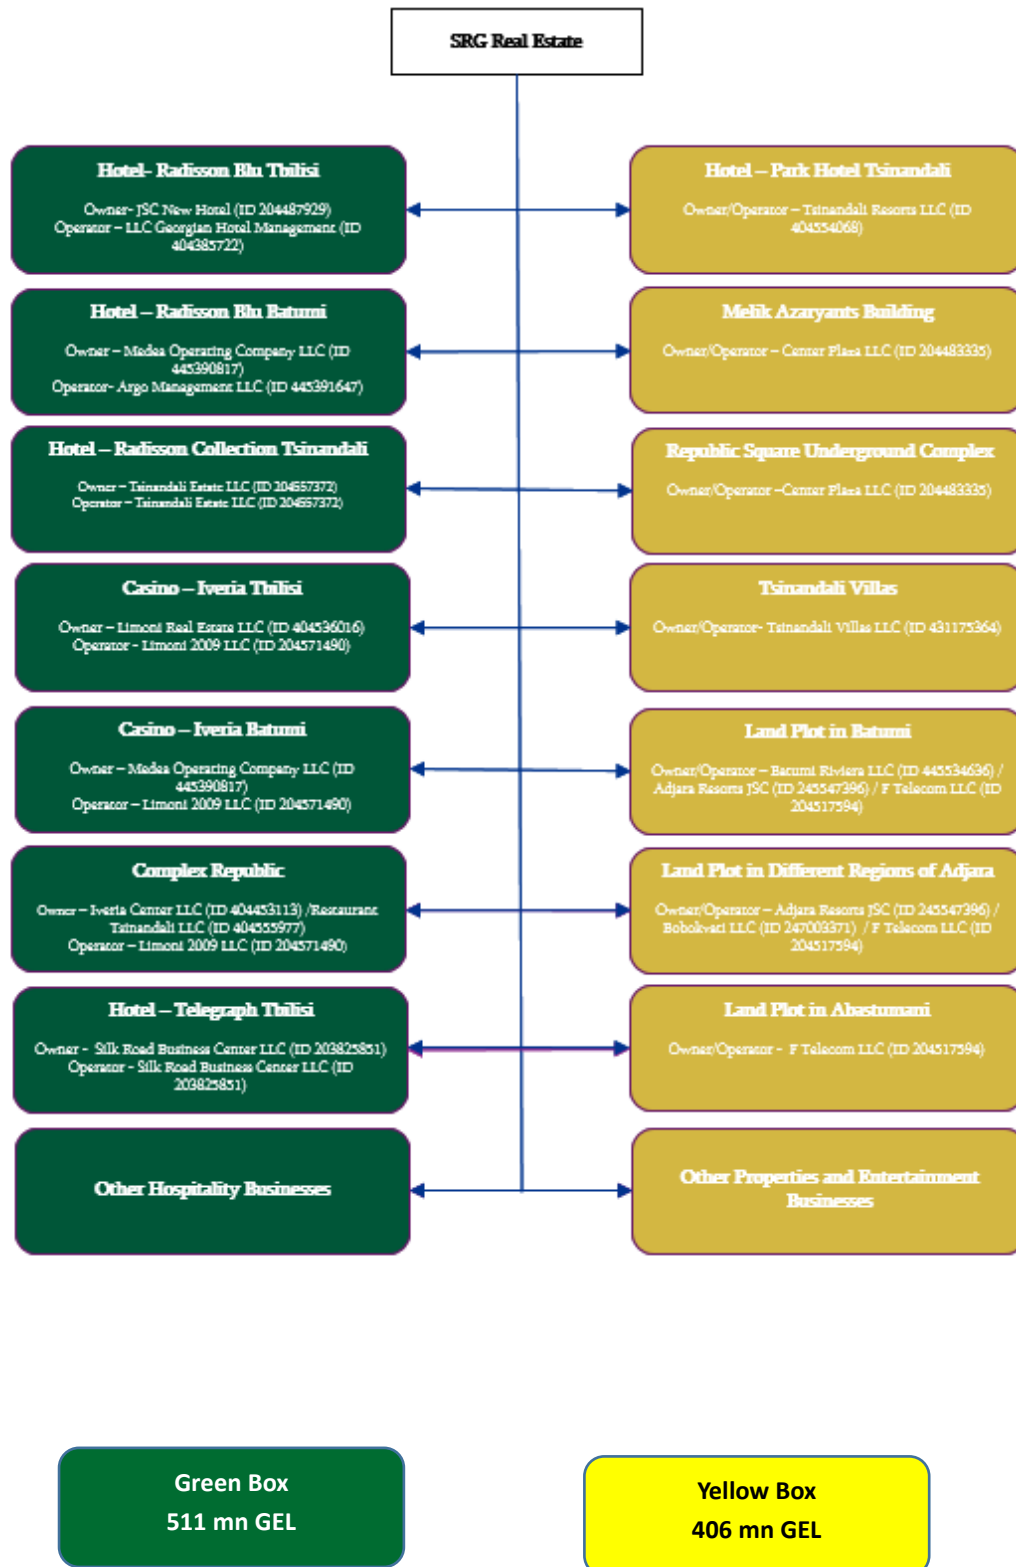 SRG Real Estate
Hotel- Radisson Blu Tbilisi
Owner- JSC New Hotel (ID 204487929)
Operator – LLC Georgian Hotel Management (ID
404385722)
Hotel – Park Hotel Tsinandali
Owner/Operator – Tsinandali Resorts LLC (ID
404554068)
Hotel – Radisson Blu Batumi
Owner – Medea Operating Company LLC (ID
445390817)
Operator- Argo Management LLC (ID 445391647)
Melik Azaryants Building
Owner/Operator – Center Plaza LLC (ID 204483335)
Hotel – Radisson Collection Tsinandali
Owner – Tsinandali Estate LLC (ID 204557372)
Operator – Tsinandali Estate LLC (ID 204557372)
Republic Square Underground Complex
Owner/Operator –Center Plaza LLC (ID 204483335)
Casino – Iveria Tbilisi
Owner – Limoni Real Estate LLC (ID 404536016)
Operator - Limoni 2009 LLC (ID 204571490)
Tsinandali Villas
Owner/Operator- Tsinandali Villas LLC (ID 431175364)
Casino – Iveria Batumi
Owner – Medea Operating Company LLC (ID
445390817)
Operator – Limoni 2009 LLC (ID 204571490)
Land Plot in Batumi
Owner/Operator – Batumi Riviera LLC (ID 445534636) /
Adjara Resorts JSC (ID 245547396) / F Telecom LLC (ID
204517594)
Complex Republic
Owner – Iveria Center LLC (ID 404453113) /Restaurant
Tsinandali LLC (ID 404555977)
Operator – Limoni 2009 LLC (ID 204571490)
Land Plot in Different Regions of Adjara
Owner/Operator – Adjara Resorts JSC (ID 245547396) /
Bobokvati LLC (ID 247003371) / F Telecom LLC (ID
204517594)
Hotel – Telegraph Tbilisi
Owner - Silk Road Business Center LLC (ID 203825851)
Operator - Silk Road Business Center LLC (ID
203825851)
Land Plot in Abastumani
Owner/Operator - F Telecom LLC (ID 204517594)
Other Hospitality Businesses
Other Properties and Entertainment
Businesses
Green Box
511 mn GEL
Yellow Box
406 mn GEL